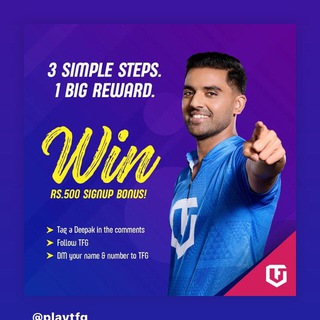 3 SIMPLE STEPS.
1 BIG REWARD.
Win
RS.500 SIGNUP BONUS!
Tag a Deepak in the comments
Follow TFG
DM your name & number to TFG
@playtfg